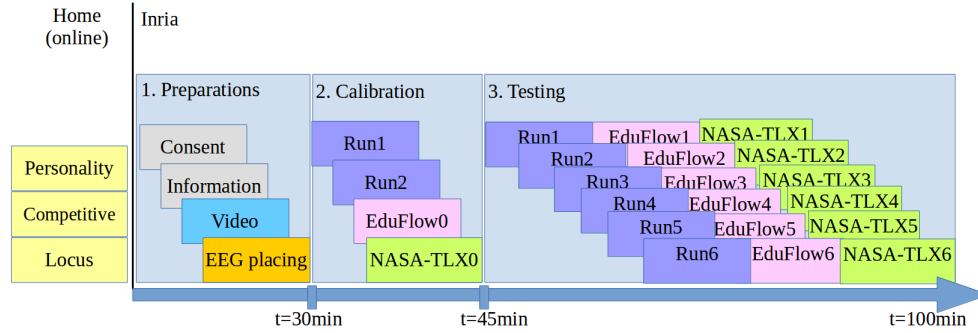 Home
(online)
Inria
1. Preparations
2. Calibration
3. Testing
Personality
Competitive
Locus
Consent
Information
Video
EEG placing
Run1
Run2
EduFlow0
NASA-TLX0
Run1 EduFlow1 NASA-TLX1
Run2 EduFlow2 NASA-TLX2
Run3 EduFlow3 NASA-TLX3
Run4 EduFlow4 NASA-TLX4
Run5 EduFlow5 NASA-TLX5
Run6 EduFlow6 NASA-TLX6
t=30min
t=45min
t=100min